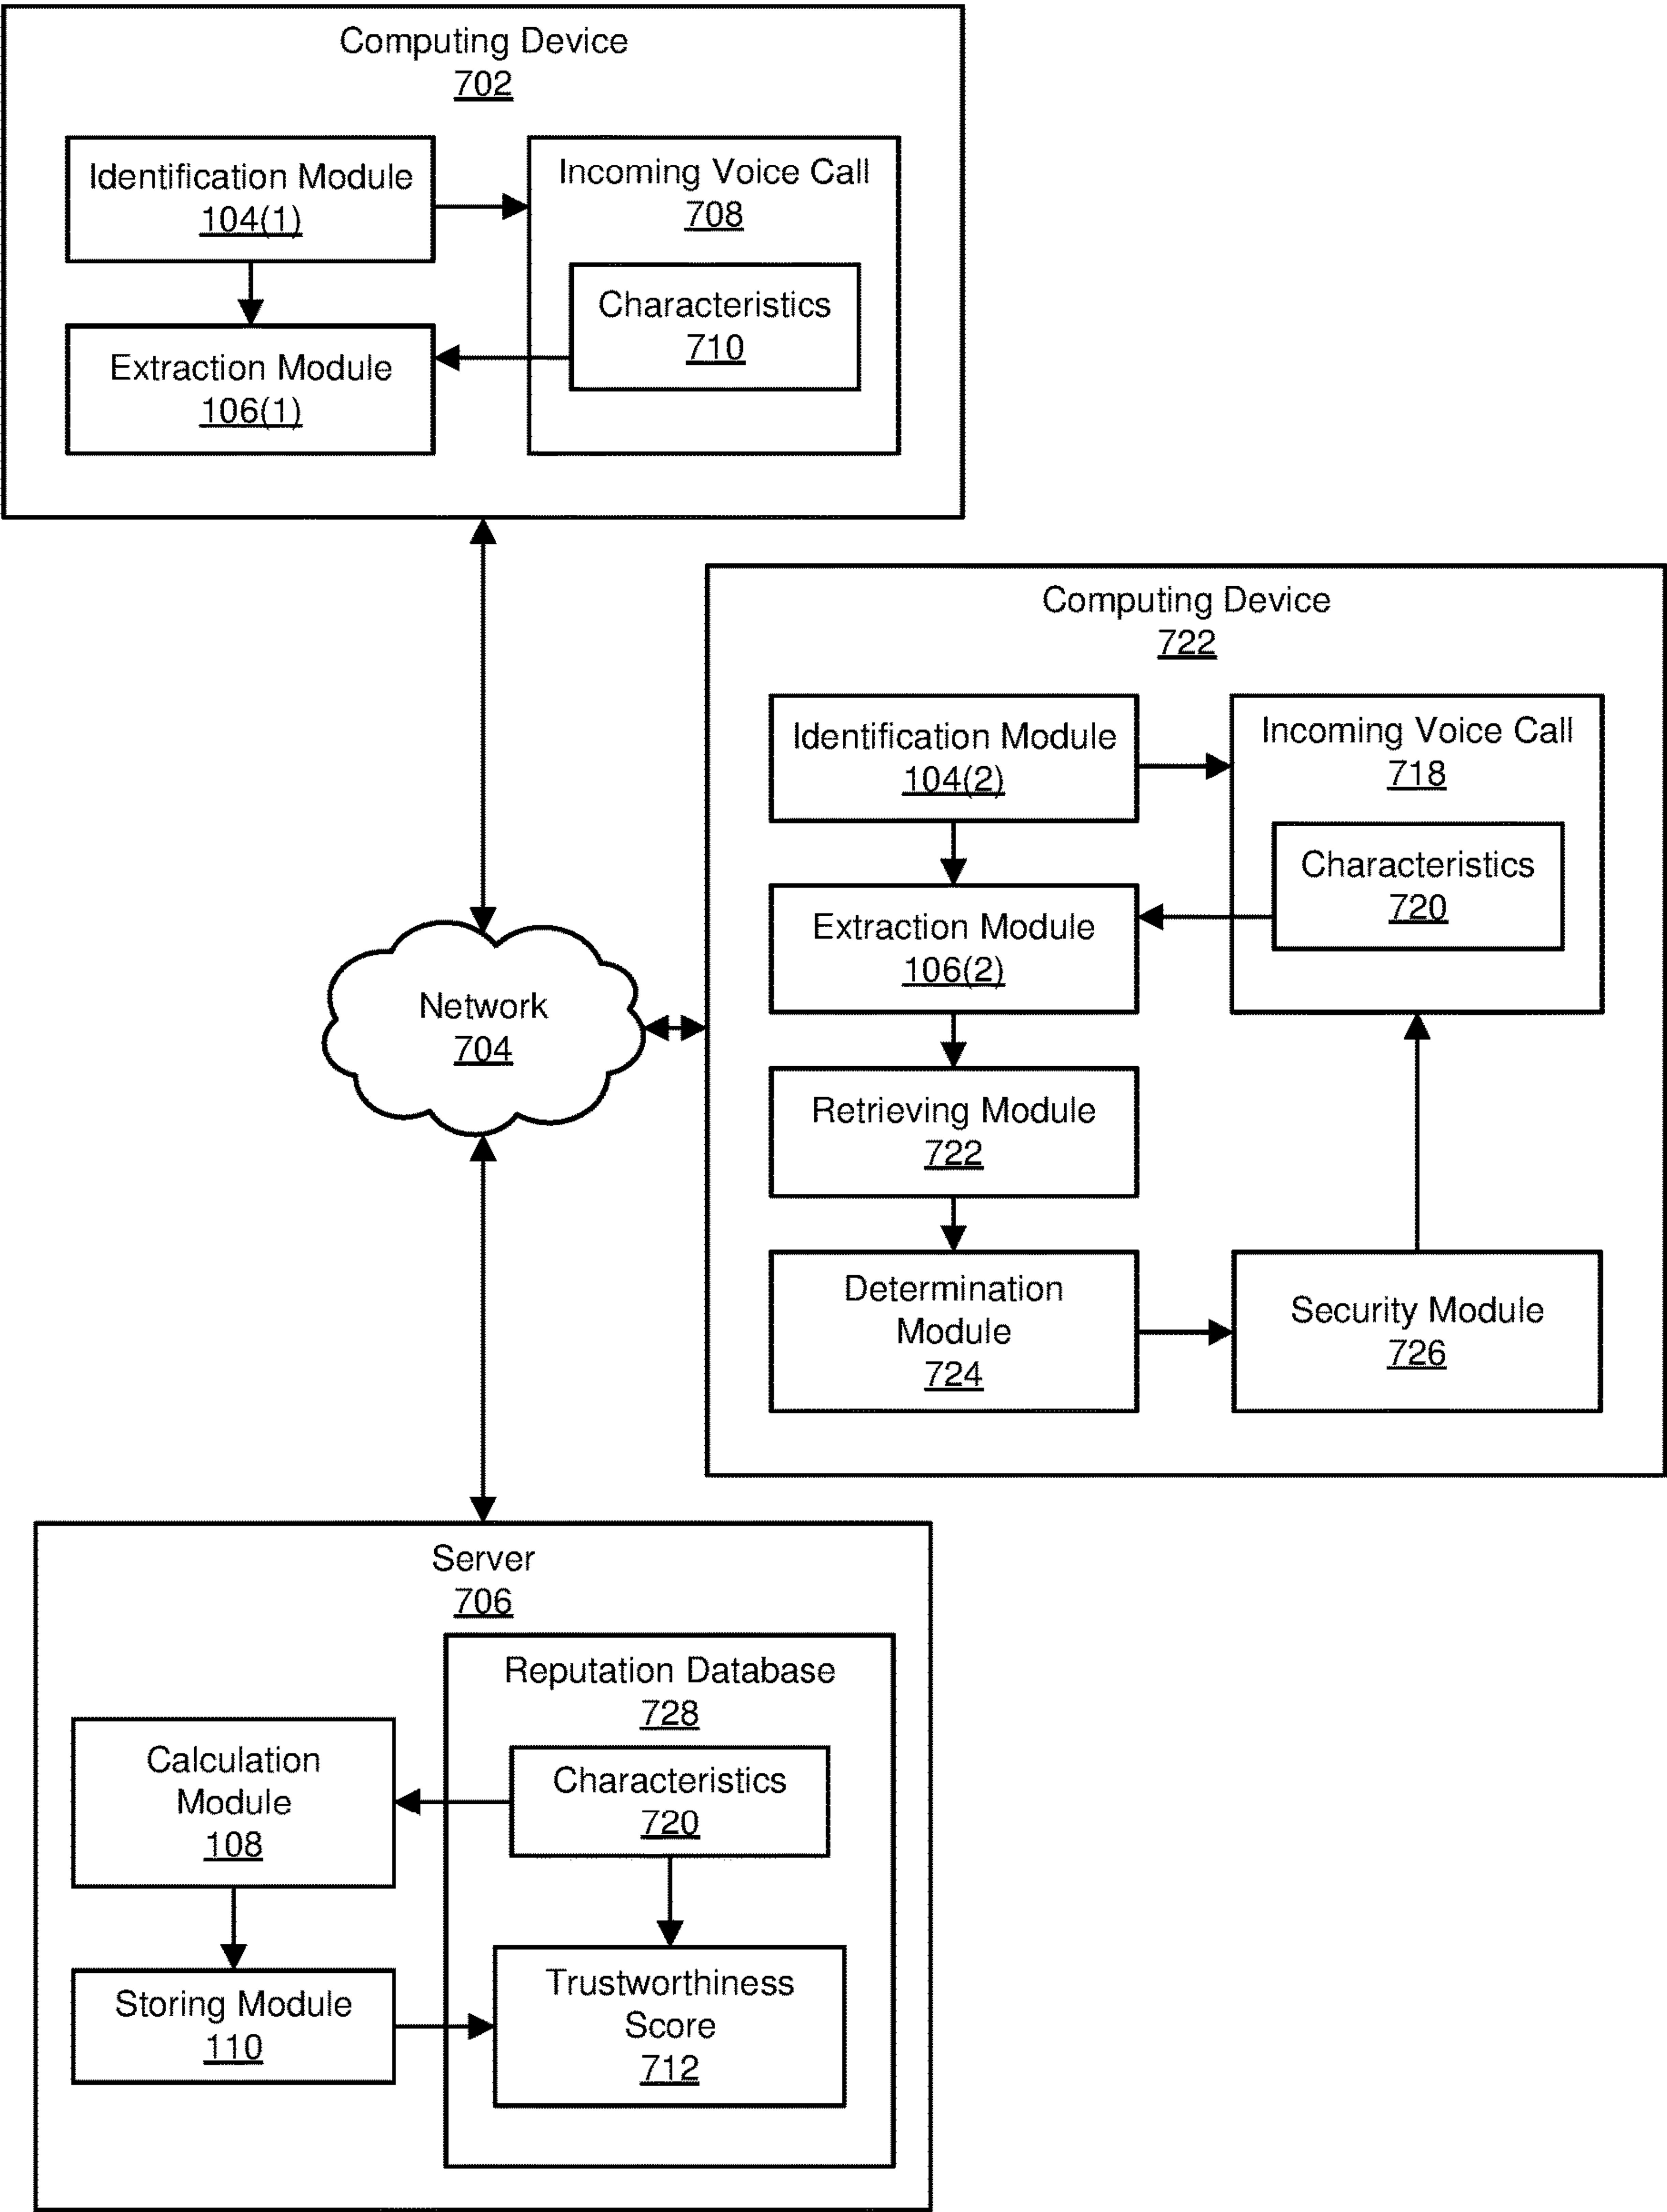 Computing Device
702
Identification Module
104(1)
Incoming Voice Call
708
Characteristics
710
Extraction Module
106(1)
Computing Device
722
Identification Module
104(2)
Incoming Voice Call
718
Characteristics
720
Extraction Module
106(2)
Network
704
Retrieving Module
722
Determination
Module
724
Security Module
726
Server
706
Reputation Database
728
Calculation
Module
108
Characteristics
720
Storing Module
110
Trustworthiness
Score
712